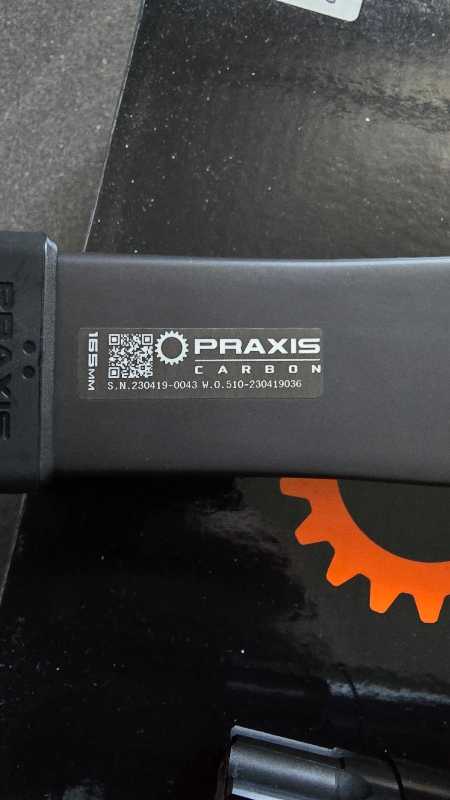 PRAXIS
165MM
PRAXIS
CARBON
S.N.230419-0043 W.O.510-230419036